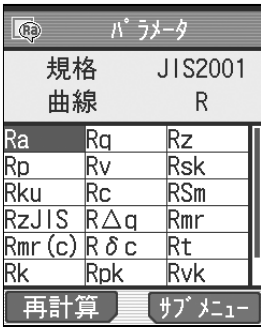 Ra パラメータ
規格 JIS2001
曲線 R
Ra Rq Rz
Rp Rv Rsk
Rku Rc RSm
RzJIS R△q Rmr
Rmr(c) Rδc Rt
Rk Rpk Rvk
再計算 サブメニュー